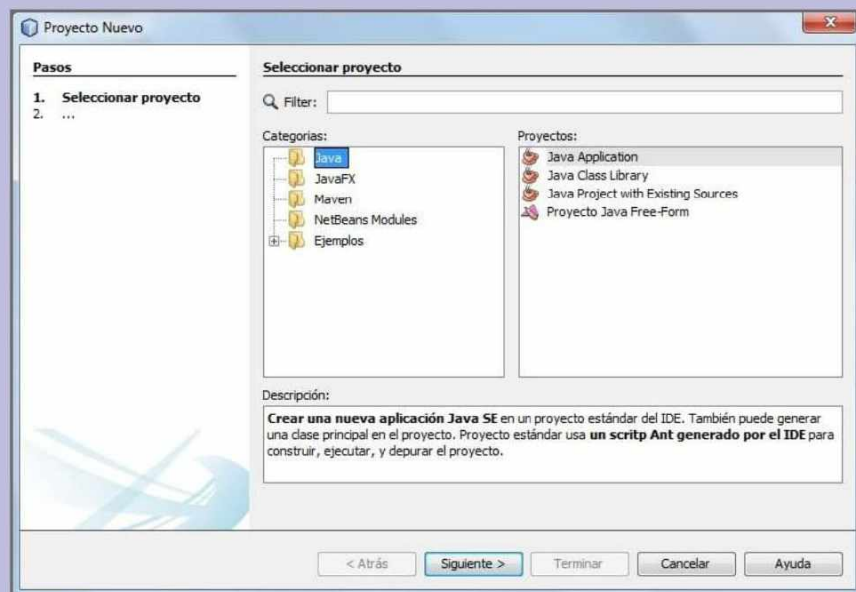 Proyecto Nuevo
Pasos
1. Seleccionar proyecto
2. ...
Seleccionar proyecto
Filter:
Categorias:
Java
JavaFX
Maven
NetBeans Modules
Ejemplos
Proyectos:
Java Application
Java Class Library
Java Project with Existing Sources
Proyecto Java Free-Form
Descripción:
Crear una nueva aplicación Java SE en un proyecto estándar del IDE. También puede generar
una clase principal en el proyecto. Proyecto estándar usa un scritp Ant generado por el IDE para
construir, ejecutar, y depurar el proyecto.
< Atrás
Siguiente >
Terminar
Cancelar
Ayuda